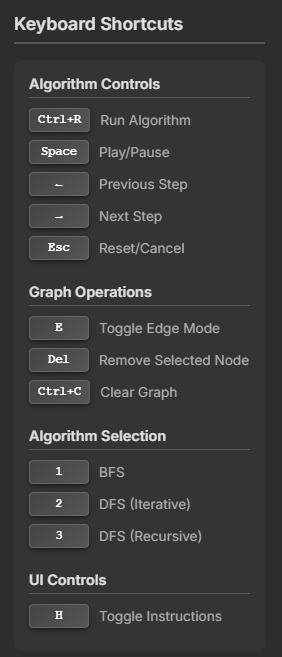 Keyboard Shortcuts
Algorithm Controls
Ctrl+R Run Algorithm
Space Play/Pause
← Previous Step
→ Next Step
Esc Reset/Cancel
Graph Operations
E Toggle Edge Mode
Del Remove Selected Node
Ctrl+C Clear Graph
Algorithm Selection
1 BFS
2 DFS (Iterative)
3 DFS (Recursive)
UI Controls
H Toggle Instructions